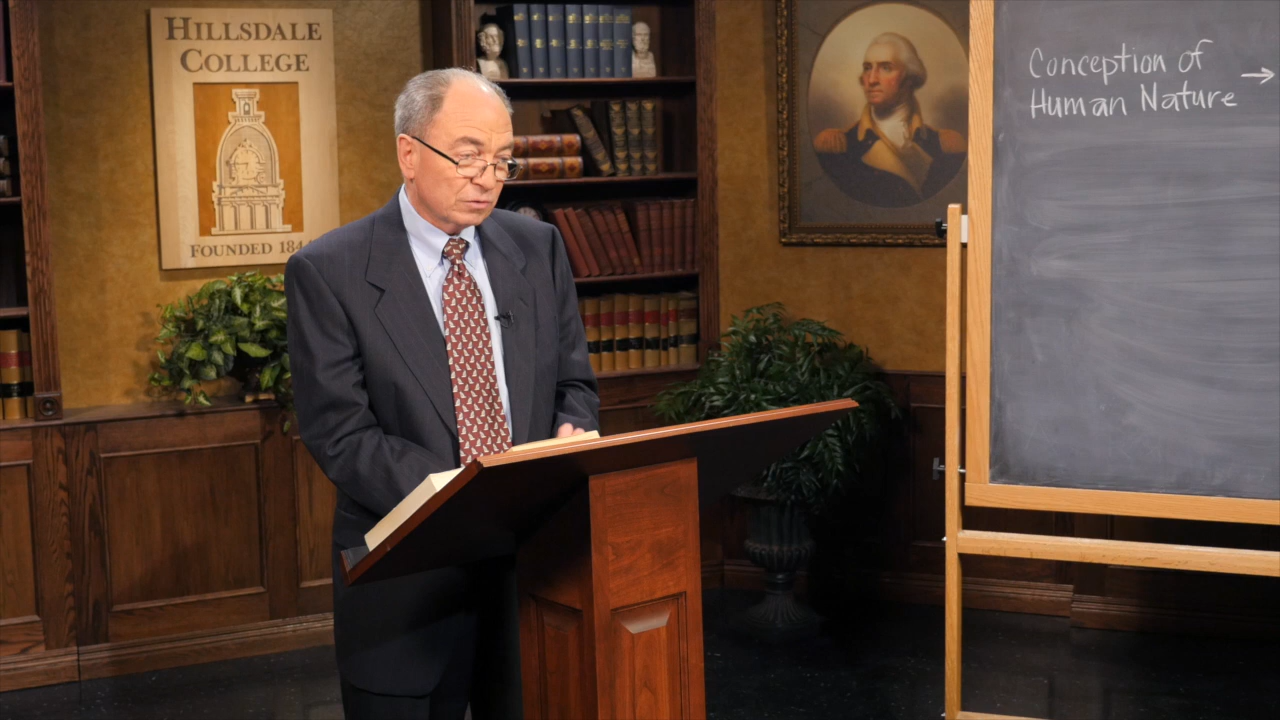 HILLSDALE
COLLEGE
FOUNDED 184
Conception of →
Human Nature